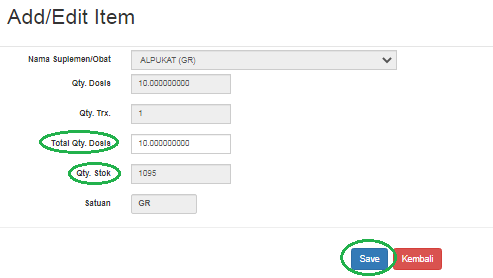 Add/Edit Item
Nama Suplemen/Obat ALPUKAT (GR)
Qty. Dosis 10.000000000
Qty. Trx. 1
Total Qty. Dosis 10.000000000
Qty. Stok 1095
Satuan GR
Save Kembali